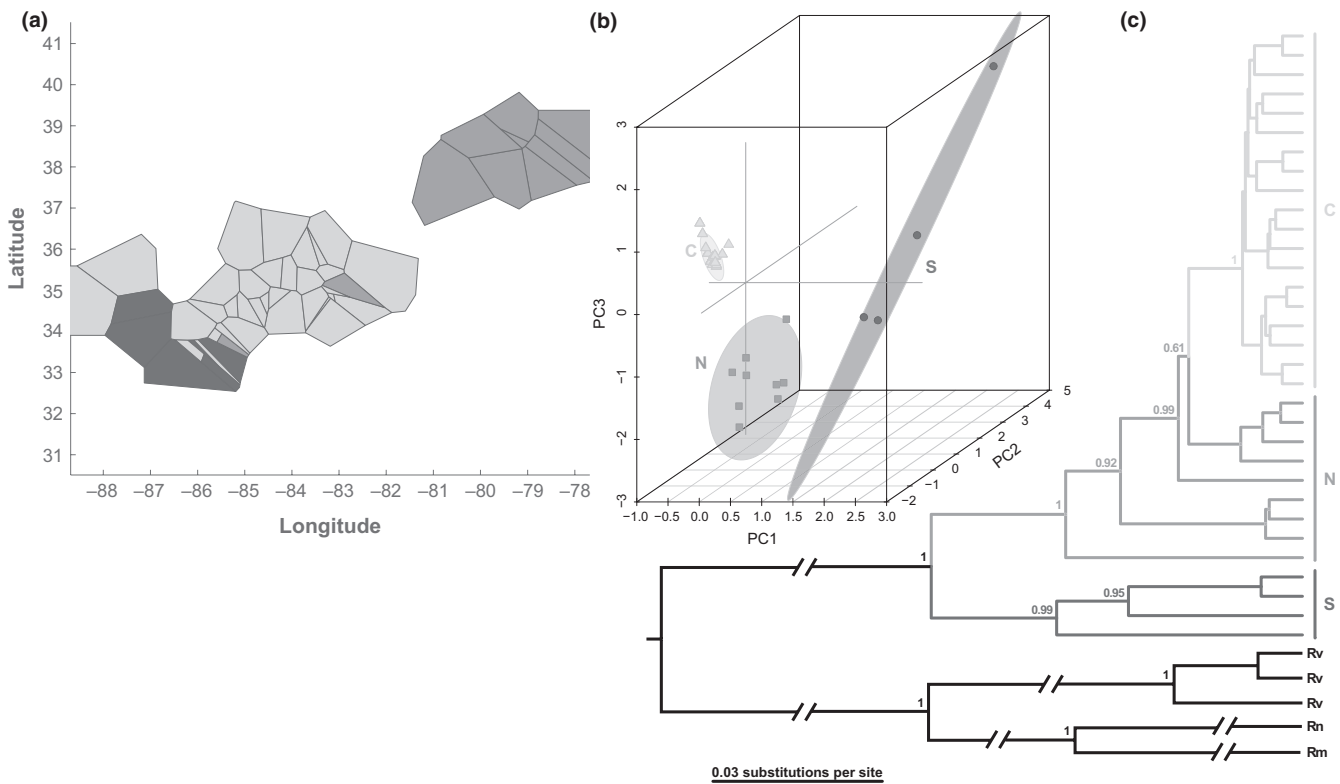 (a)
41
40
39
38
37
36
35
34
33
32
31
Latitude
−88 −87 −86 −85 −84 −83 −82 −81 −80 −79 −78
Longitude
(b)
3
2
1
0
−1
−2
−3
PC3
−1.0 −0.5 0.0 0.5 1.0 1.5 2.0 2.5 3.0
PC1
−2 −1 0 1 2 3 4 5
PC2
C
N
S
(c)
1
0.61
0.99
0.92
1
1
0.95
0.99
1
1
1
C
N
S
Rv
Rv
Rv
Rn
Rm
0.03 substitutions per site